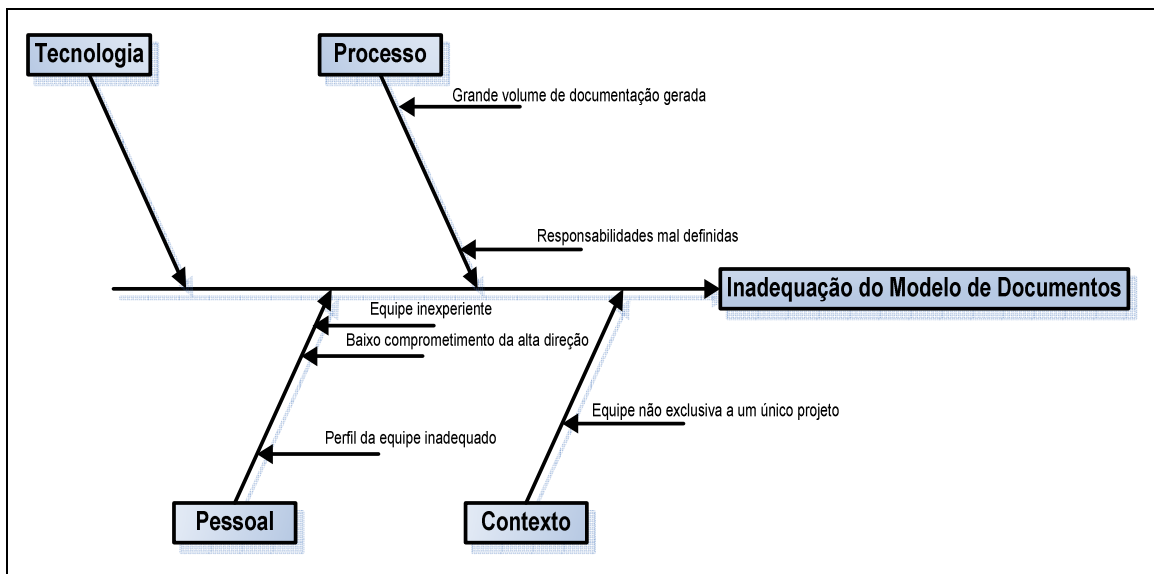 Tecnologia
Processo
Grande volume de documentação gerada
Responsabilidades mal definidas
Inadequação do Modelo de Documentos
Equipe inexperiente
Baixo comprometimento da alta direção
Equipe não exclusiva a um único projeto
Perfil da equipe inadequado
Pessoal
Contexto